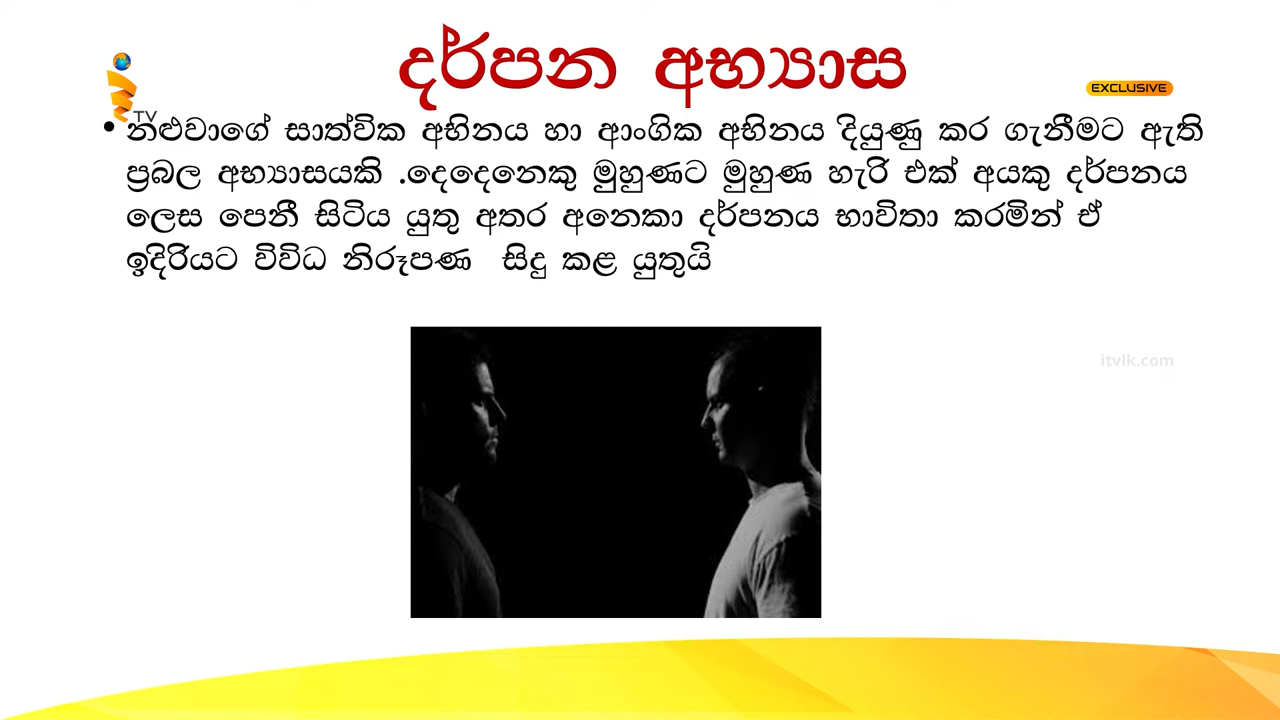 දර්පන අභ්‍යාස
EXCLUSIVE
TV
• නළුවාගේ සාත්වික අභිනය හා ආංගික අභිනය දියුණු කර ගැනීමට ඇති
ප්‍රබල අභ්‍යාසයකි .දෙදෙනෙකු මුහුණට මුහුණ හැරි එක් අයකු දර්පනය
ලෙස පෙනී සිටිය යුතු අතර අනෙකා දර්පනය භාවිතා කරමින් ඒ
ඉදිරියට විවිධ නිරූපණ සිදු කළ යුතුයි
itvlk.com